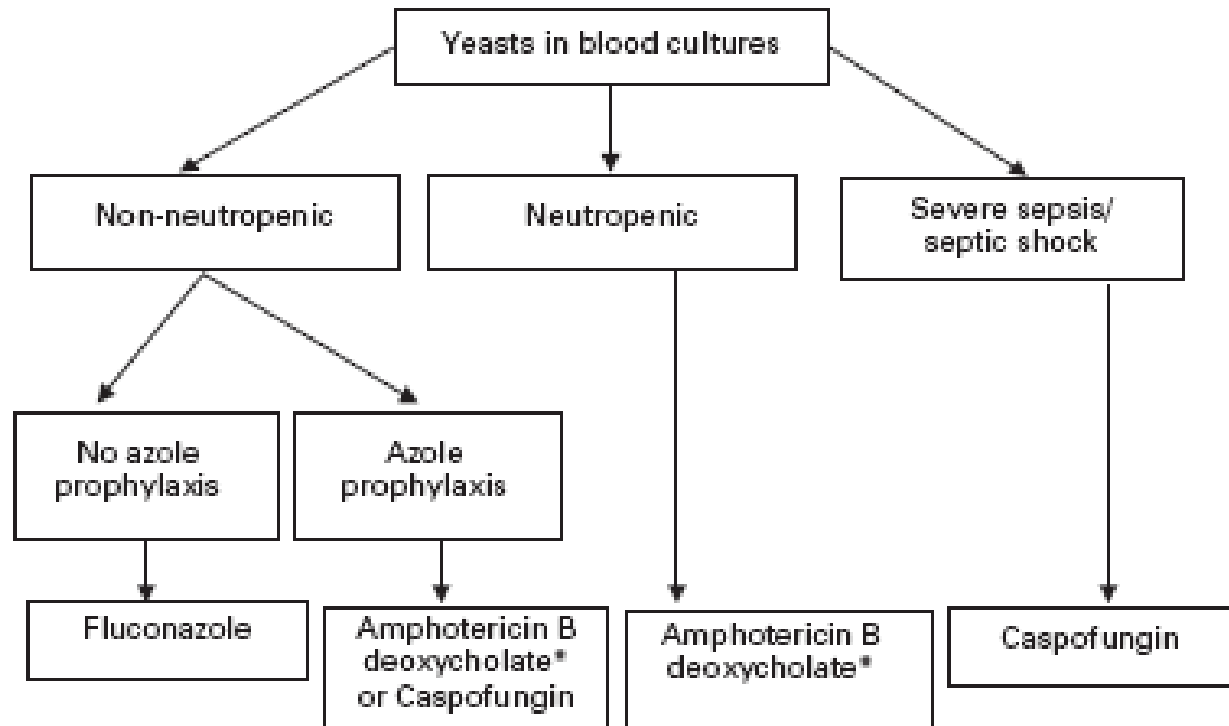 Yeasts in blood cultures
Non-neutropenic
Neutropenic
Severe sepsis/
septic shock
No azole
prophylaxis
Azole
prophylaxis
Fluconazole
Amphotericin B
deoxycholate*
or Caspofungin
Amphotericin B
deoxycholate*
Caspofungin